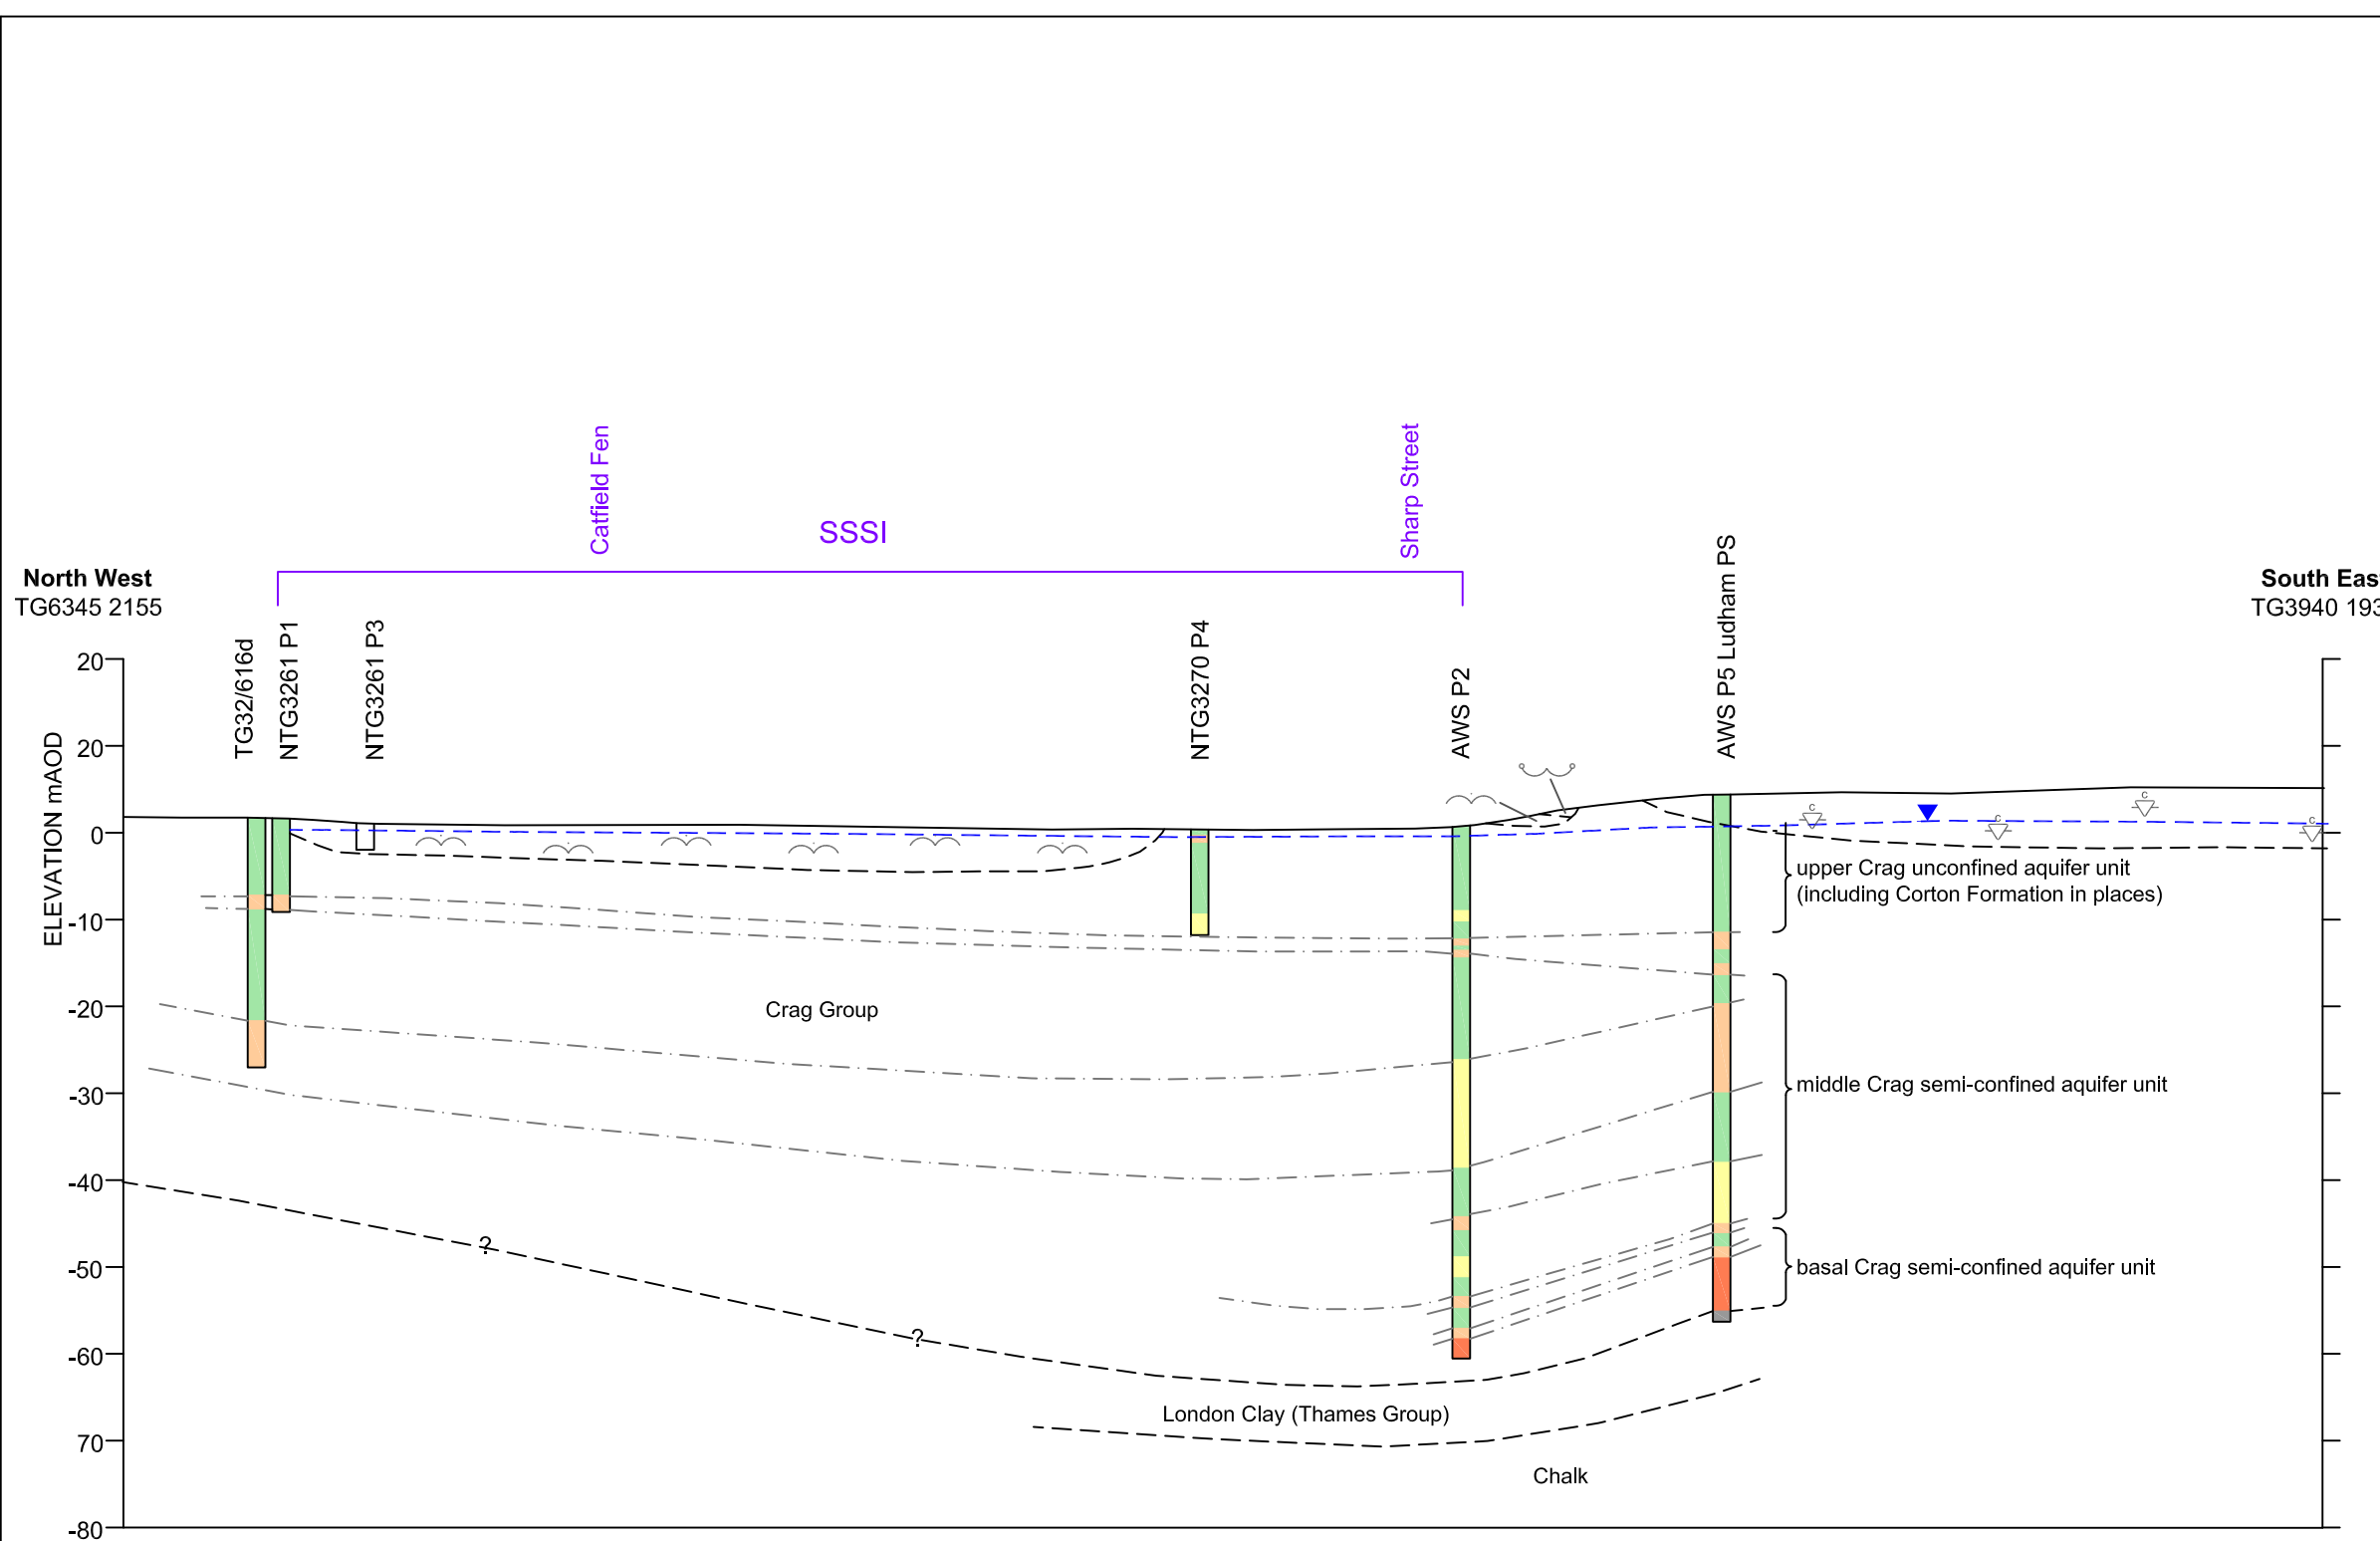 Catfield Fen
SSSI
Sharp Street
North West
TG6345 2155
South Eas
TG3940 193
TG32/616d
NTG3261 P1
NTG3261 P3
NTG3270 P4
AWS P2
AWS P5 Ludham PS
ELEVATION mAOD
20
20
0
-10
-20
-30
-40
-50
-60
70
-80
c
c
c
c
upper Crag unconfined aquifer unit
(including Corton Formation in places)
Crag Group
middle Crag semi-confined aquifer unit
?
basal Crag semi-confined aquifer unit
?
London Clay (Thames Group)
Chalk